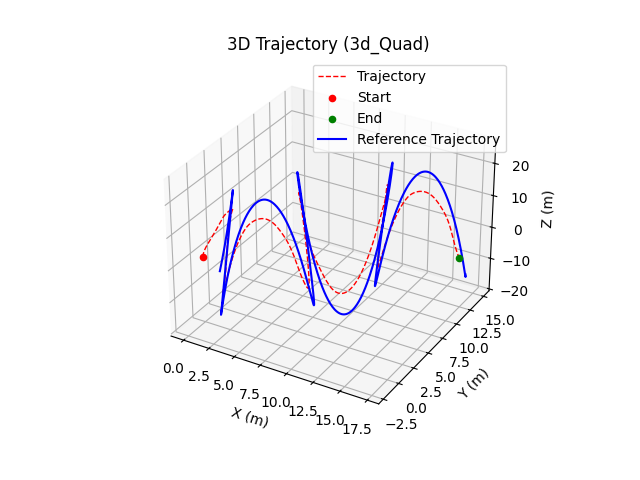 3D Trajectory (3d_Quad)
Trajectory
Start
End
Reference Trajectory
20
10
0
−10
−20
Z (m)
15.0
12.5
10.0
7.5
5.0
2.5
0.0
−2.5
Y (m)
0.0
2.5
5.0
7.5
10.0
12.5
15.0
17.5
X (m)